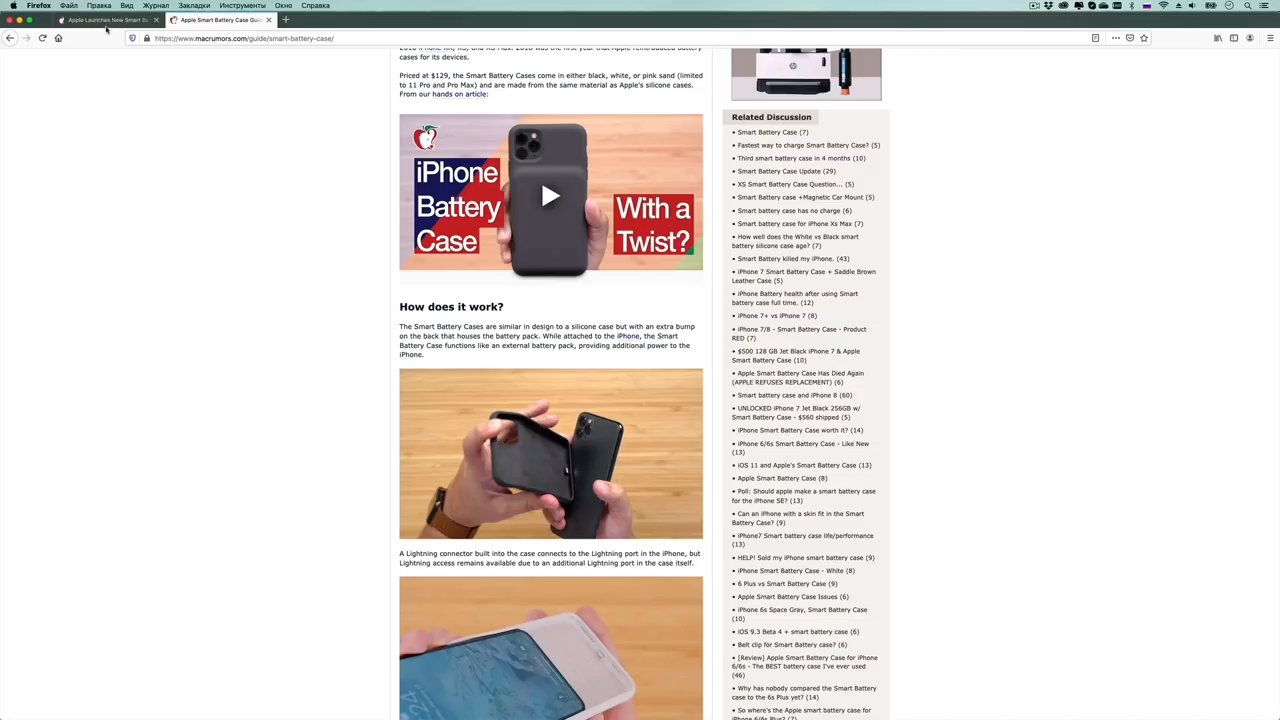 Firefox Файл Правка Вид Журнал Закладки Инструменты Окно Справка
Apple Launches New Smart Ba
Apple Smart Battery Case Guid
https://www.macrumors.com/guide/smart-battery-case/
cases for its devices.
Priced at $129, the Smart Battery Cases come in either black, white, or pink sand (limited
to 11 Pro and Pro Max) and are made from the same material as Apple's silicone cases.
From our hands on article:
iPhone
Battery
Case
With a
Twist?
How does it work?
The Smart Battery Cases are similar in design to a silicone case but with an extra bump
on the back that houses the battery pack. While attached to the iPhone, the Smart
Battery Case functions like an external battery pack, providing additional power to the
iPhone.
A Lightning connector built into the case connects to the Lightning port in the iPhone, but
Lightning access remains available due to an additional Lightning port in the case itself.
Related Discussion
• Smart Battery Case (7)
• Fastest way to charge Smart Battery Case? (5)
• Third smart battery case in 4 months (10)
• Smart Battery Case Update (29)
• XS Smart Battery Case Question... (5)
• Smart Battery case +Magnetic Car Mount (5)
• Smart battery case has no charge (6)
• Smart battery case for iPhone Xs Max (7)
• How well does the White vs Black smart
battery silicone case age? (7)
• Smart Battery killed my iPhone. (43)
• iPhone 7 Smart Battery Case + Saddle Brown
Leather Case (5)
• iPhone Battery health after using Smart
battery case full time. (12)
• iPhone 7+ vs iPhone 7 (8)
• iPhone 7/8 - Smart Battery Case - Product
RED (7)
• $500 128 GB Jet Black iPhone 7 & Apple
Smart Battery Case (10)
• Apple Smart Battery Case Has Died Again
(APPLE REFUSES REPLACEMENT) (6)
• Smart battery case and iPhone 8 (60)
• UNLOCKED iPhone 7 Jet Black 256GB w/
Smart Battery Case - $560 shipped (5)
• iPhone Smart Battery Case worth it? (14)
• iPhone 6/6s Smart Battery Case - Like New
(13)
• iOS 11 and Apple's Smart Battery Case (13)
• Apple Smart Battery Case (8)
• Poll: Should apple make a smart battery case
for the iPhone SE? (13)
• Can an iPhone with a skin fit in the Smart
Battery Case? (9)
• iPhone7 Smart battery case life/performance
(13)
• HELP! Sold my iPhone smart battery case (9)
• iPhone Smart Battery Case - White (8)
• 6 Plus vs Smart Battery Case (9)
• Apple Smart Battery Case Issues (6)
• iPhone 6s Space Gray, Smart Battery Case
(10)
• iOS 9.3 Beta 4 + smart battery case (6)
• Belt clip for Smart Battery case? (6)
• [Review] Apple Smart Battery Case for iPhone
6/6s - The BEST battery case I've ever used
(46)
• Why has nobody compared the Smart Battery
case to the 6s Plus yet? (14)
• So where's the Apple smart battery case for
iPhone 6/6s Plus? (7)